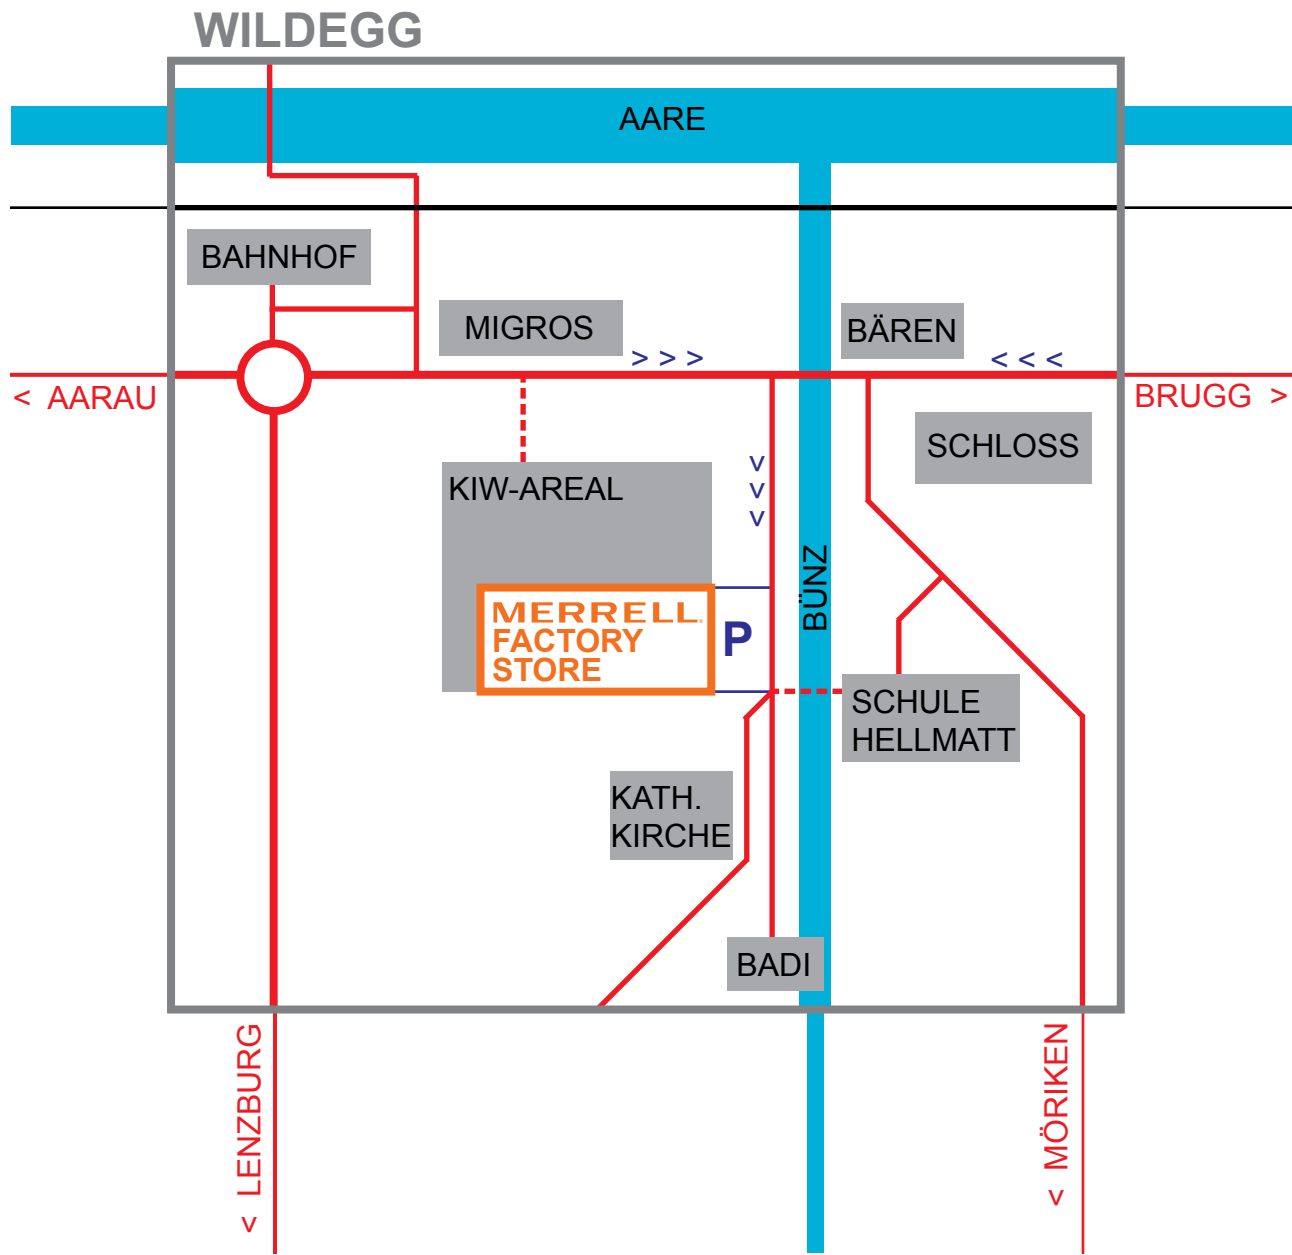 WILDEGG
AARE
BAHNHOF
MIGROS
BÄREN
> > >
< < <
< AARAU
BRUGG >
SCHLOSS
KIW-AREAL
< < <
BÜNZ
MERRELL
FACTORY
STORE
P
SCHULE
HELLMATT
KATH.
KIRCHE
BADI
< LENZBURG
< MÖRIKEN